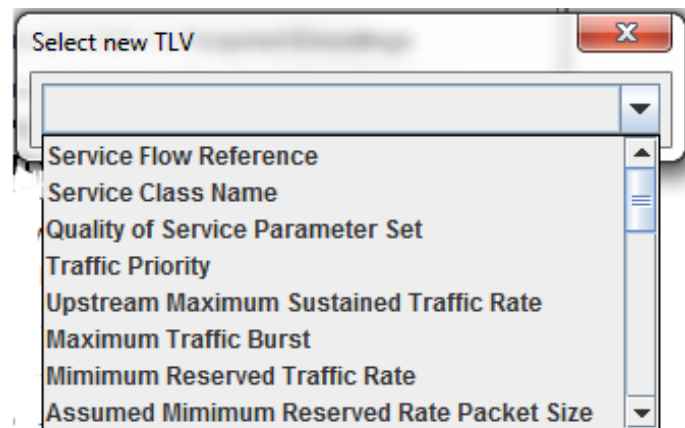 Select new TLV
Service Flow Reference
Service Class Name
Quality of Service Parameter Set
Traffic Priority
Upstream Maximum Sustained Traffic Rate
Maximum Traffic Burst
Mimimum Reserved Traffic Rate
Assumed Mimimum Reserved Rate Packet Size